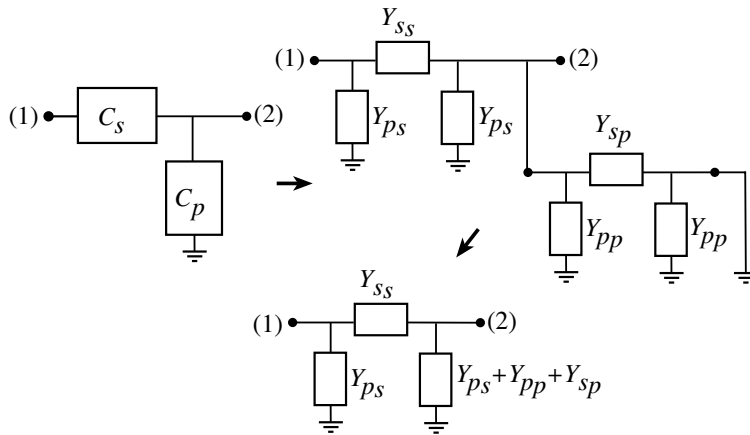 Y_ss
(1) (2)
Y_ps Y_ps
(1) C_s (2)
C_p
Y_sp
Y_pp Y_pp
Y_ss
(1) (2)
Y_ps Y_ps+Y_pp+Y_sp